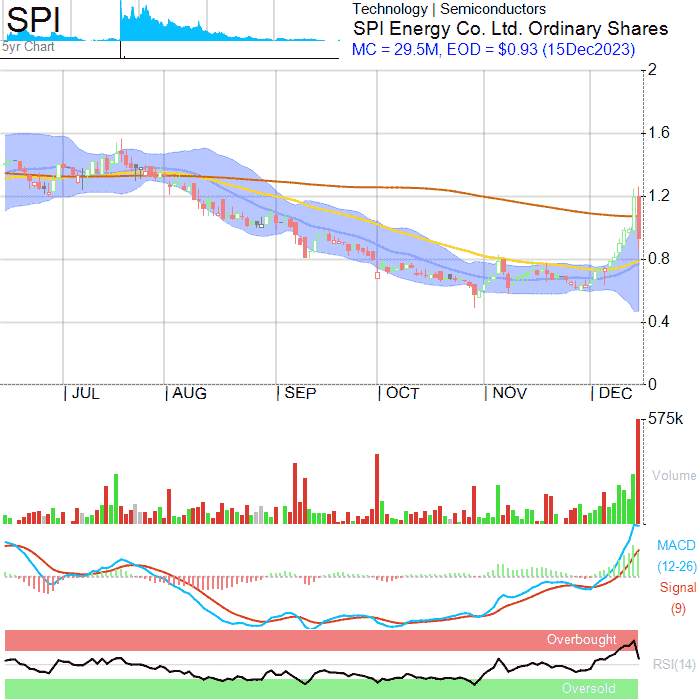 SPI
5yr Chart
Technology | Semiconductors
SPI Energy Co. Ltd. Ordinary Shares
MC = 29.5M, EOD = $0.93 (15Dec2023)
2
1.6
1.2
0.8
0.4
0
JUL AUG SEP OCT NOV DEC
575k
Volume
MACD
(12-26)
Signal
(9)
Overbought
RSI(14)
Oversold